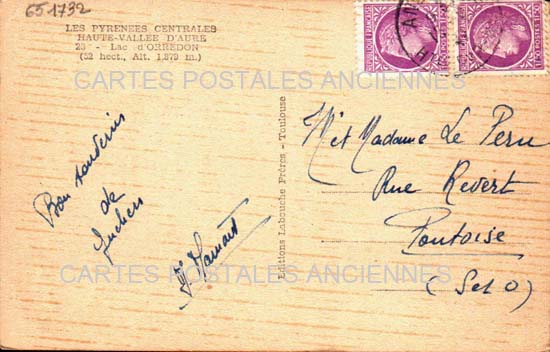 651732
LES PYRENEES CENTRALES
HAUTE-VALLEE D'AURE
23 - Lac d'ORREDON
(52 hect., Alt. 1.879 m.)
CARTES POSTALES ANCIENNES
Bon souvenir
de
Editions Labouche Frères - Toulouse
M et Madame Le Peru
Rue Revert
Pontoise
(S et O)
CARTES POSTALES ANCIENNES